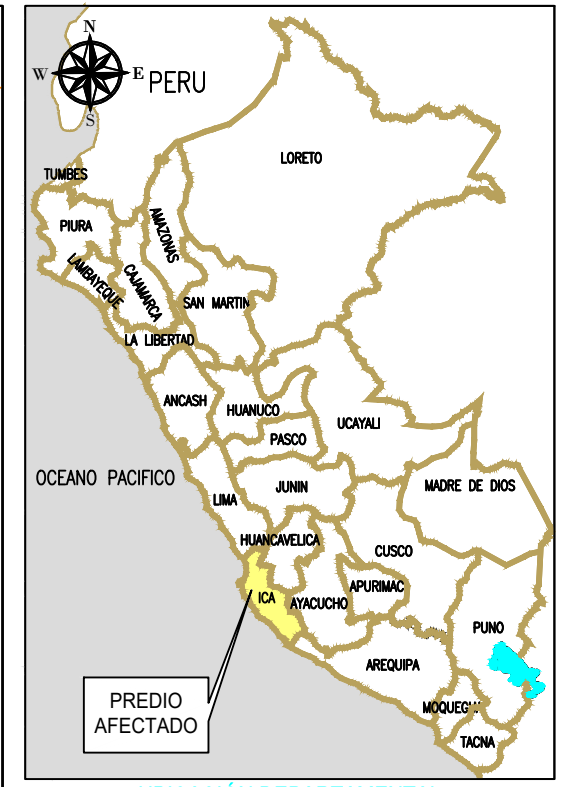 N
W E
S
PERU
LORETO
TUMBES
PIURA
AMAZONAS
LAMBAYEQUE
CAJAMARCA
SAN MARTIN
LA LIBERTAD
ANCASH
HUANUCO
UCAYALI
PASCO
OCEANO PACIFICO
JUNIN
MADRE DE DIOS
LIMA
HUANCAVELICA
CUSCO
APURIMAC
ICA
AYACUCHO
PUNO
AREQUIPA
PREDIO
AFECTADO
MOQUEGUA
TACNA